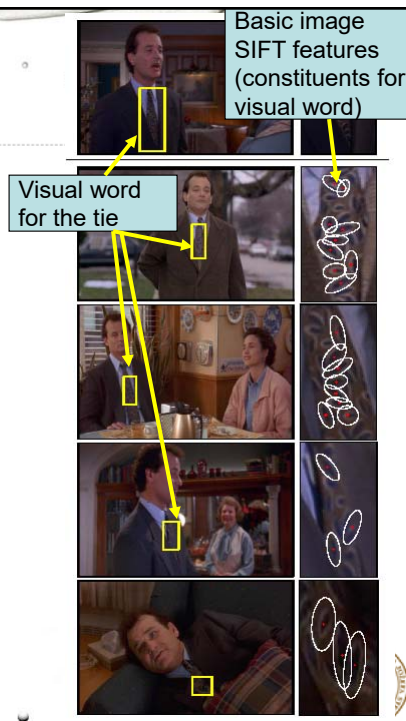 Basic image
SIFT features
(constituents for
visual word)
Visual word
for the tie